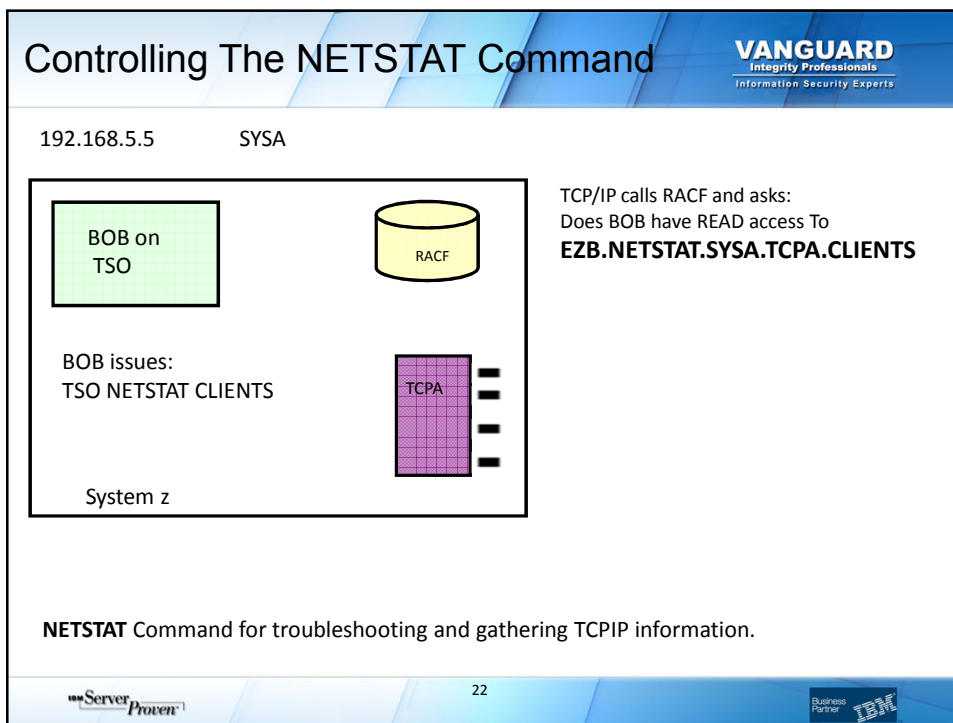 Controlling The NETSTAT Command
VANGUARD
Integrity Professionals
Information Security Experts
192.168.5.5 SYSA
BOB on
TSO
RACF
TCP/IP calls RACF and asks:
Does BOB have READ access To
EZB.NETSTAT.SYSA.TCPA.CLIENTS
BOB issues:
TSO NETSTAT CLIENTS
TCPA
System z
NETSTAT Command for troubleshooting and gathering TCPIP information.
IBM Server Proven
22
Business
Partner
IBM